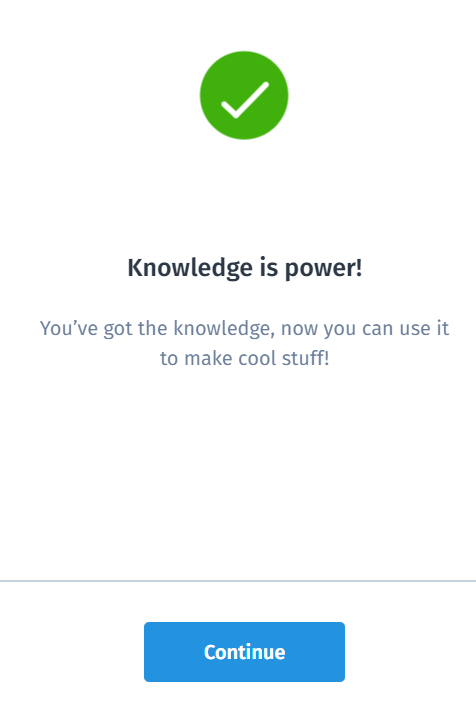 Knowledge is power!
You’ve got the knowledge, now you can use it
to make cool stuff!
Continue